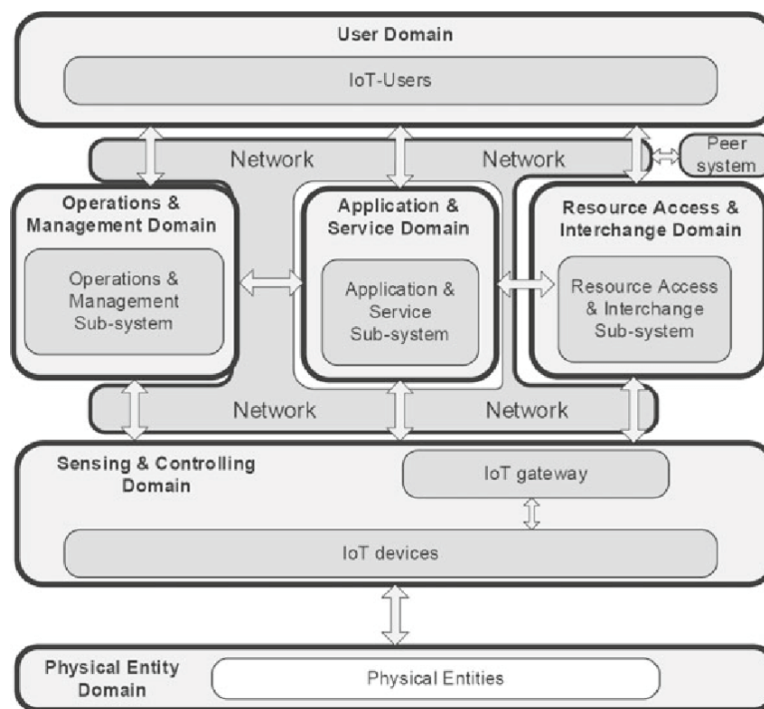 User Domain
IoT-Users
Network
Network
Peer
system
Operations &
Management Domain
Operations &
Management
Sub-system
Application &
Service Domain
Application &
Service
Sub-system
Resource Access &
Interchange Domain
Resource Access
& Interchange
Sub-system
Network
Network
Sensing & Controlling
Domain
IoT gateway
IoT devices
Physical Entity
Domain
Physical Entities